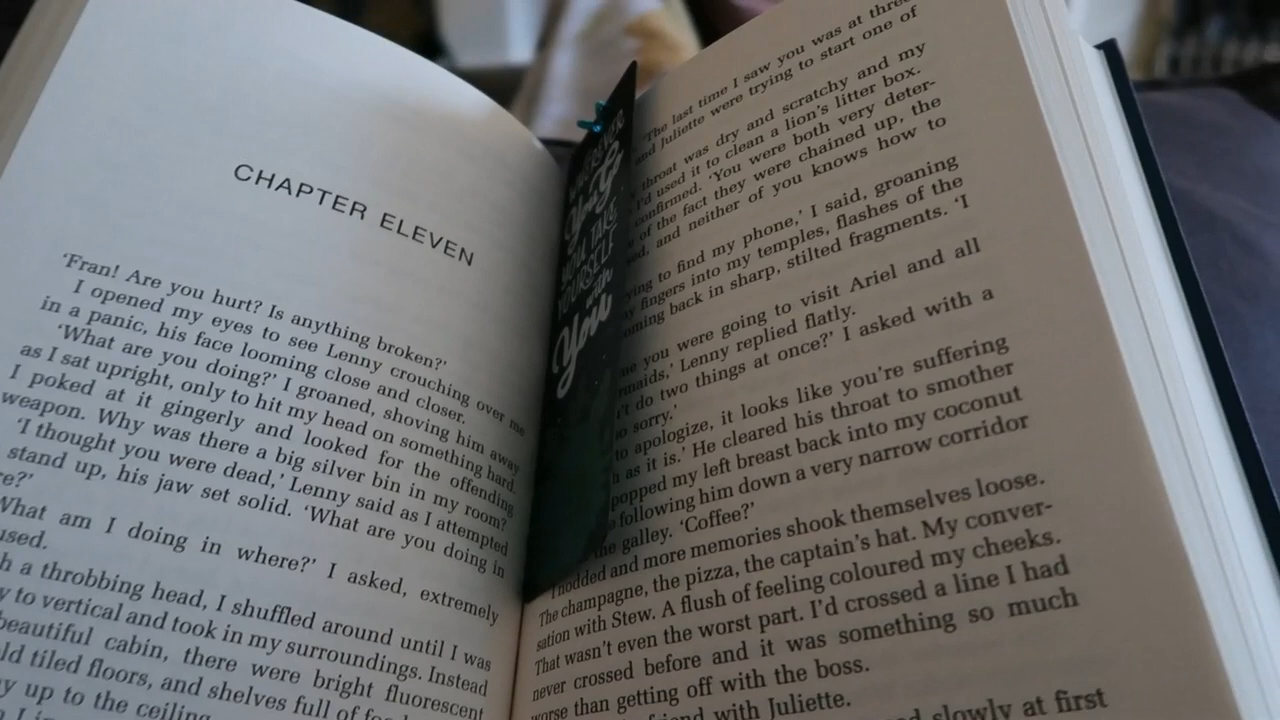 CHAPTER ELEVEN
'Fran! Are you hurt? Is anything broken?'
I opened my eyes to see Lenny crouching over me
in a panic, his face looming close and closer.
'What are you doing?' I groaned, shoving him away
as I sat upright, only to hit my head on something hard.
I poked at it gingerly and looked for the offending
weapon. Why was there a big silver bin in my room?
'I thought you were dead,' Lenny said as I attempted
stand up, his jaw set solid. 'What are you doing in
re?'
What am I doing in where?' I asked, extremely
used.
h a throbbing head, I shuffled around until I was
y to vertical and took in my surroundings. Instead
beautiful cabin, there were bright fluorescent
ld tiled floors, and shelves full of
y up to the ceiling
You
YOU TAKE
YOURSELF
with
You
'The last time I saw you was at three
and Juliette were trying to start one of
throat was dry and scratchy and my
I'd used it to clean a lion's litter box.
confirmed. 'You were both very deter-
of the fact they were chained up, the
sed, and neither of you knows how to
ying to find my phone,' I said, groaning
y fingers into my temples, flashes of the
oming back in sharp, stilted fragments. 'I
me you were going to visit Ariel and all
rmaids,' Lenny replied flatly.
't do two things at once?' I asked with a
o sorry.'
to apologize, it looks like you're suffering
h as it is.' He cleared his throat to smother
popped my left breast back into my coconut
e following him down a very narrow corridor
the galley. 'Coffee?'
I nodded and more memories shook themselves loose.
The champagne, the pizza, the captain's hat. My conver-
sation with Stew. A flush of feeling coloured my cheeks.
That wasn't even the worst part. I'd crossed a line I had
never crossed before and it was something so much
worse than getting off with the boss.
friend with Juliette.
slowly at first